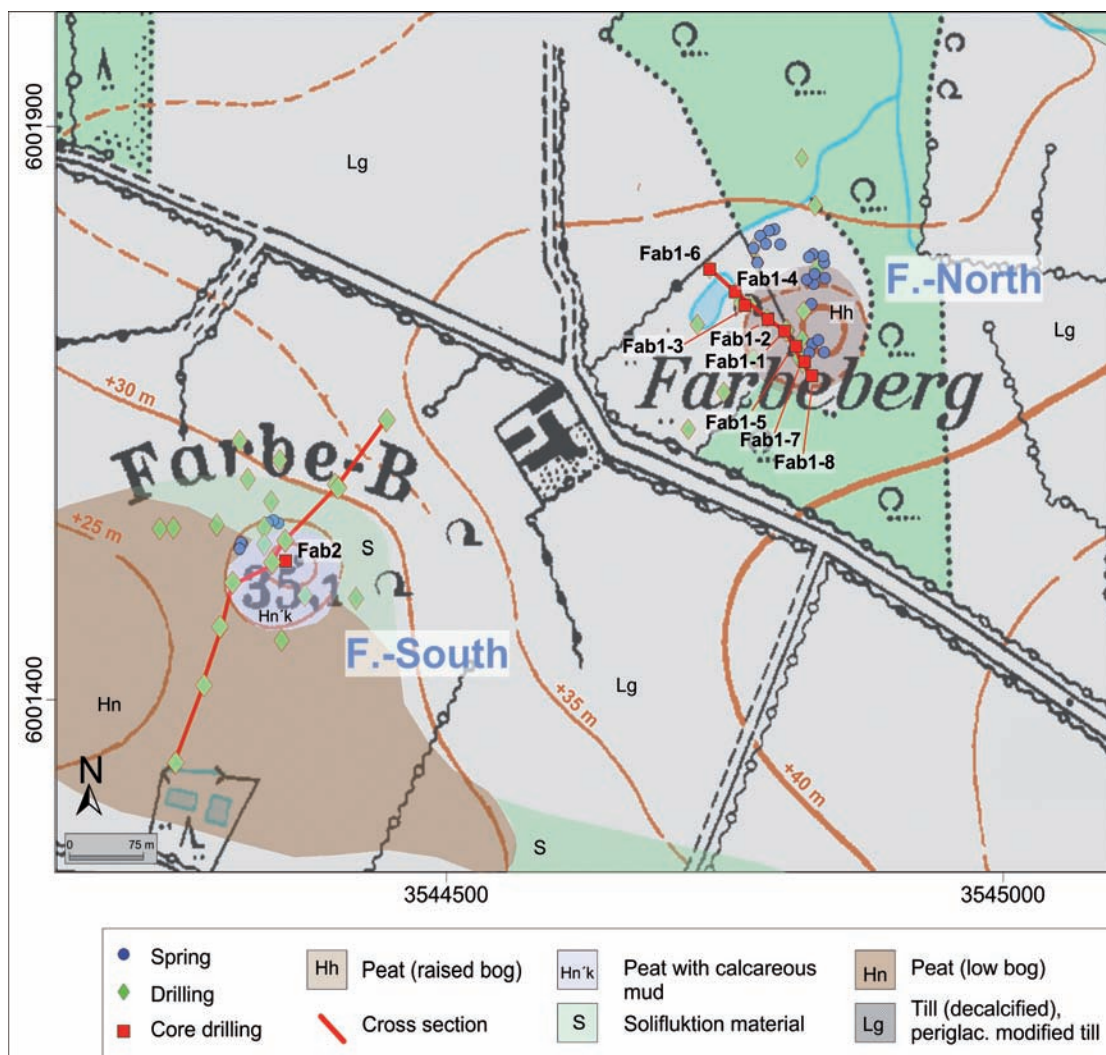 6001900
6001400
Lg
Fab1-6
Fab1-4
F.-North
Hh
Lg
Fab1-3
Fab1-2
Fab1-1
Farbeberg
Fab1-5
Fab1-7
Fab1-8
+30 m
Farbe-B
+25 m
S
Fab2
35,1
Hn´k
F.-South
Lg
+35 m
Hn
+40 m
N
0 75 m
S
3544500
3545000
Spring
Drilling
Core drilling
Hh
Peat (raised bog)
Cross section
Hn´k
Peat with calcareous
mud
S
Solifluktion material
Hn
Peat (low bog)
Lg
Till (decalcified),
periglac. modified till